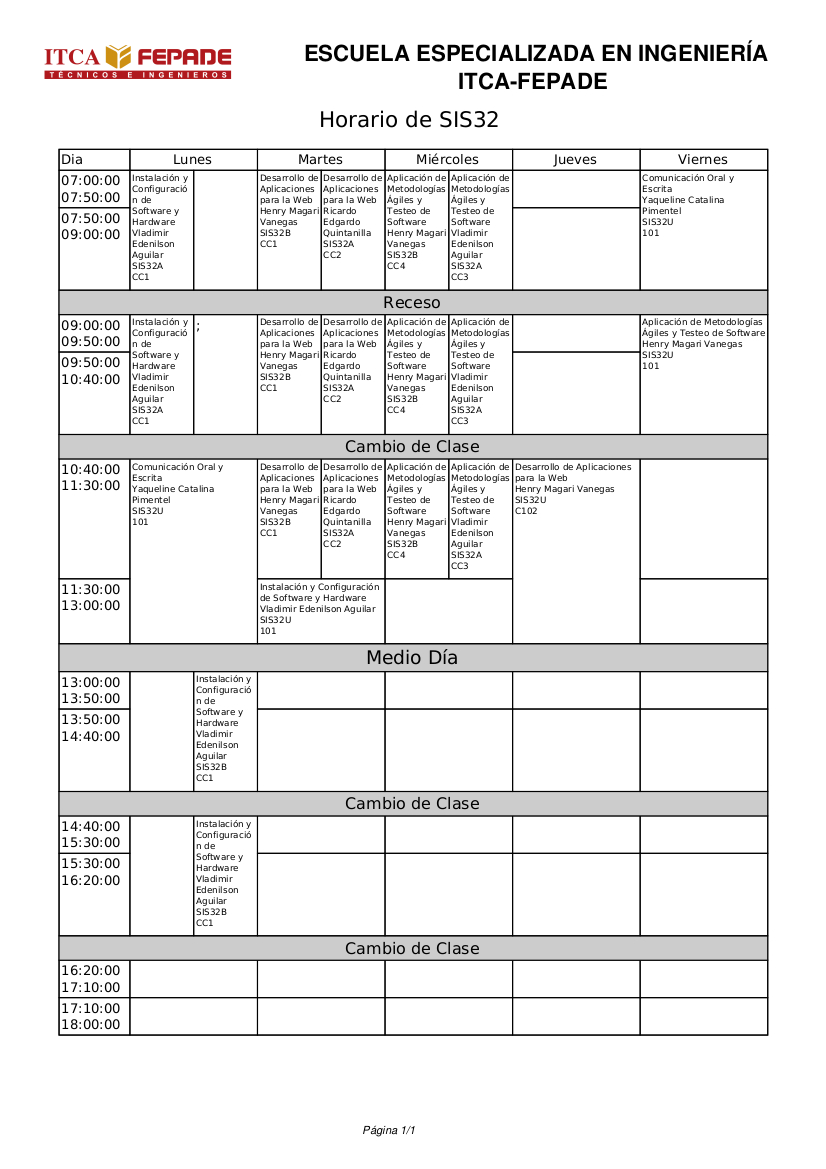 ITCA FEPADE
TÉCNICOS E INGENIEROS
ESCUELA ESPECIALIZADA EN INGENIERÍA
ITCA-FEPADE
Horario de SIS32
Dia Lunes Martes Miércoles Jueves Viernes
07:00:00
07:50:00
07:50:00
09:00:00
Instalación y
Configuració
n de
Software y
Hardware
Vladimir
Edenilson
Aguilar
SIS32A
CC1
Desarrollo de
Aplicaciones
para la Web
Henry Magari
Vanegas
SIS32B
CC1
Desarrollo de
Aplicaciones
para la Web
Ricardo
Edgardo
Quintanilla
SIS32A
CC2
Aplicación de
Metodologías
Ágiles y
Testeo de
Software
Henry Magari
Vanegas
SIS32B
CC4
Aplicación de
Metodologías
Ágiles y
Testeo de
Software
Vladimir
Edenilson
Aguilar
SIS32A
CC3
Comunicación Oral y
Escrita
Yaqueline Catalina
Pimentel
SIS32U
101
Receso
09:00:00
09:50:00
09:50:00
10:40:00
Instalación y
Configuració
n de
Software y
Hardware
Vladimir
Edenilson
Aguilar
SIS32A
CC1
;
Desarrollo de
Aplicaciones
para la Web
Henry Magari
Vanegas
SIS32B
CC1
Desarrollo de
Aplicaciones
para la Web
Ricardo
Edgardo
Quintanilla
SIS32A
CC2
Aplicación de
Metodologías
Ágiles y
Testeo de
Software
Henry Magari
Vanegas
SIS32B
CC4
Aplicación de
Metodologías
Ágiles y
Testeo de
Software
Vladimir
Edenilson
Aguilar
SIS32A
CC3
Aplicación de Metodologías
Ágiles y Testeo de Software
Henry Magari Vanegas
SIS32U
101
Cambio de Clase
10:40:00
11:30:00
Comunicación Oral y
Escrita
Yaqueline Catalina
Pimentel
SIS32U
101
Desarrollo de
Aplicaciones
para la Web
Henry Magari
Vanegas
SIS32B
CC1
Desarrollo de
Aplicaciones
para la Web
Ricardo
Edgardo
Quintanilla
SIS32A
CC2
Aplicación de
Metodologías
Ágiles y
Testeo de
Software
Henry Magari
Vanegas
SIS32B
CC4
Aplicación de
Metodologías
Ágiles y
Testeo de
Software
Vladimir
Edenilson
Aguilar
SIS32A
CC3
Desarrollo de Aplicaciones
para la Web
Henry Magari Vanegas
SIS32U
C102
11:30:00
13:00:00
Instalación y Configuración
de Software y Hardware
Vladimir Edenilson Aguilar
SIS32U
101
Medio Día
13:00:00
13:50:00
13:50:00
14:40:00
Instalación y
Configuració
n de
Software y
Hardware
Vladimir
Edenilson
Aguilar
SIS32B
CC1
Cambio de Clase
14:40:00
15:30:00
15:30:00
16:20:00
Instalación y
Configuració
n de
Software y
Hardware
Vladimir
Edenilson
Aguilar
SIS32B
CC1
Cambio de Clase
16:20:00
17:10:00
17:10:00
18:00:00
Página 1/1